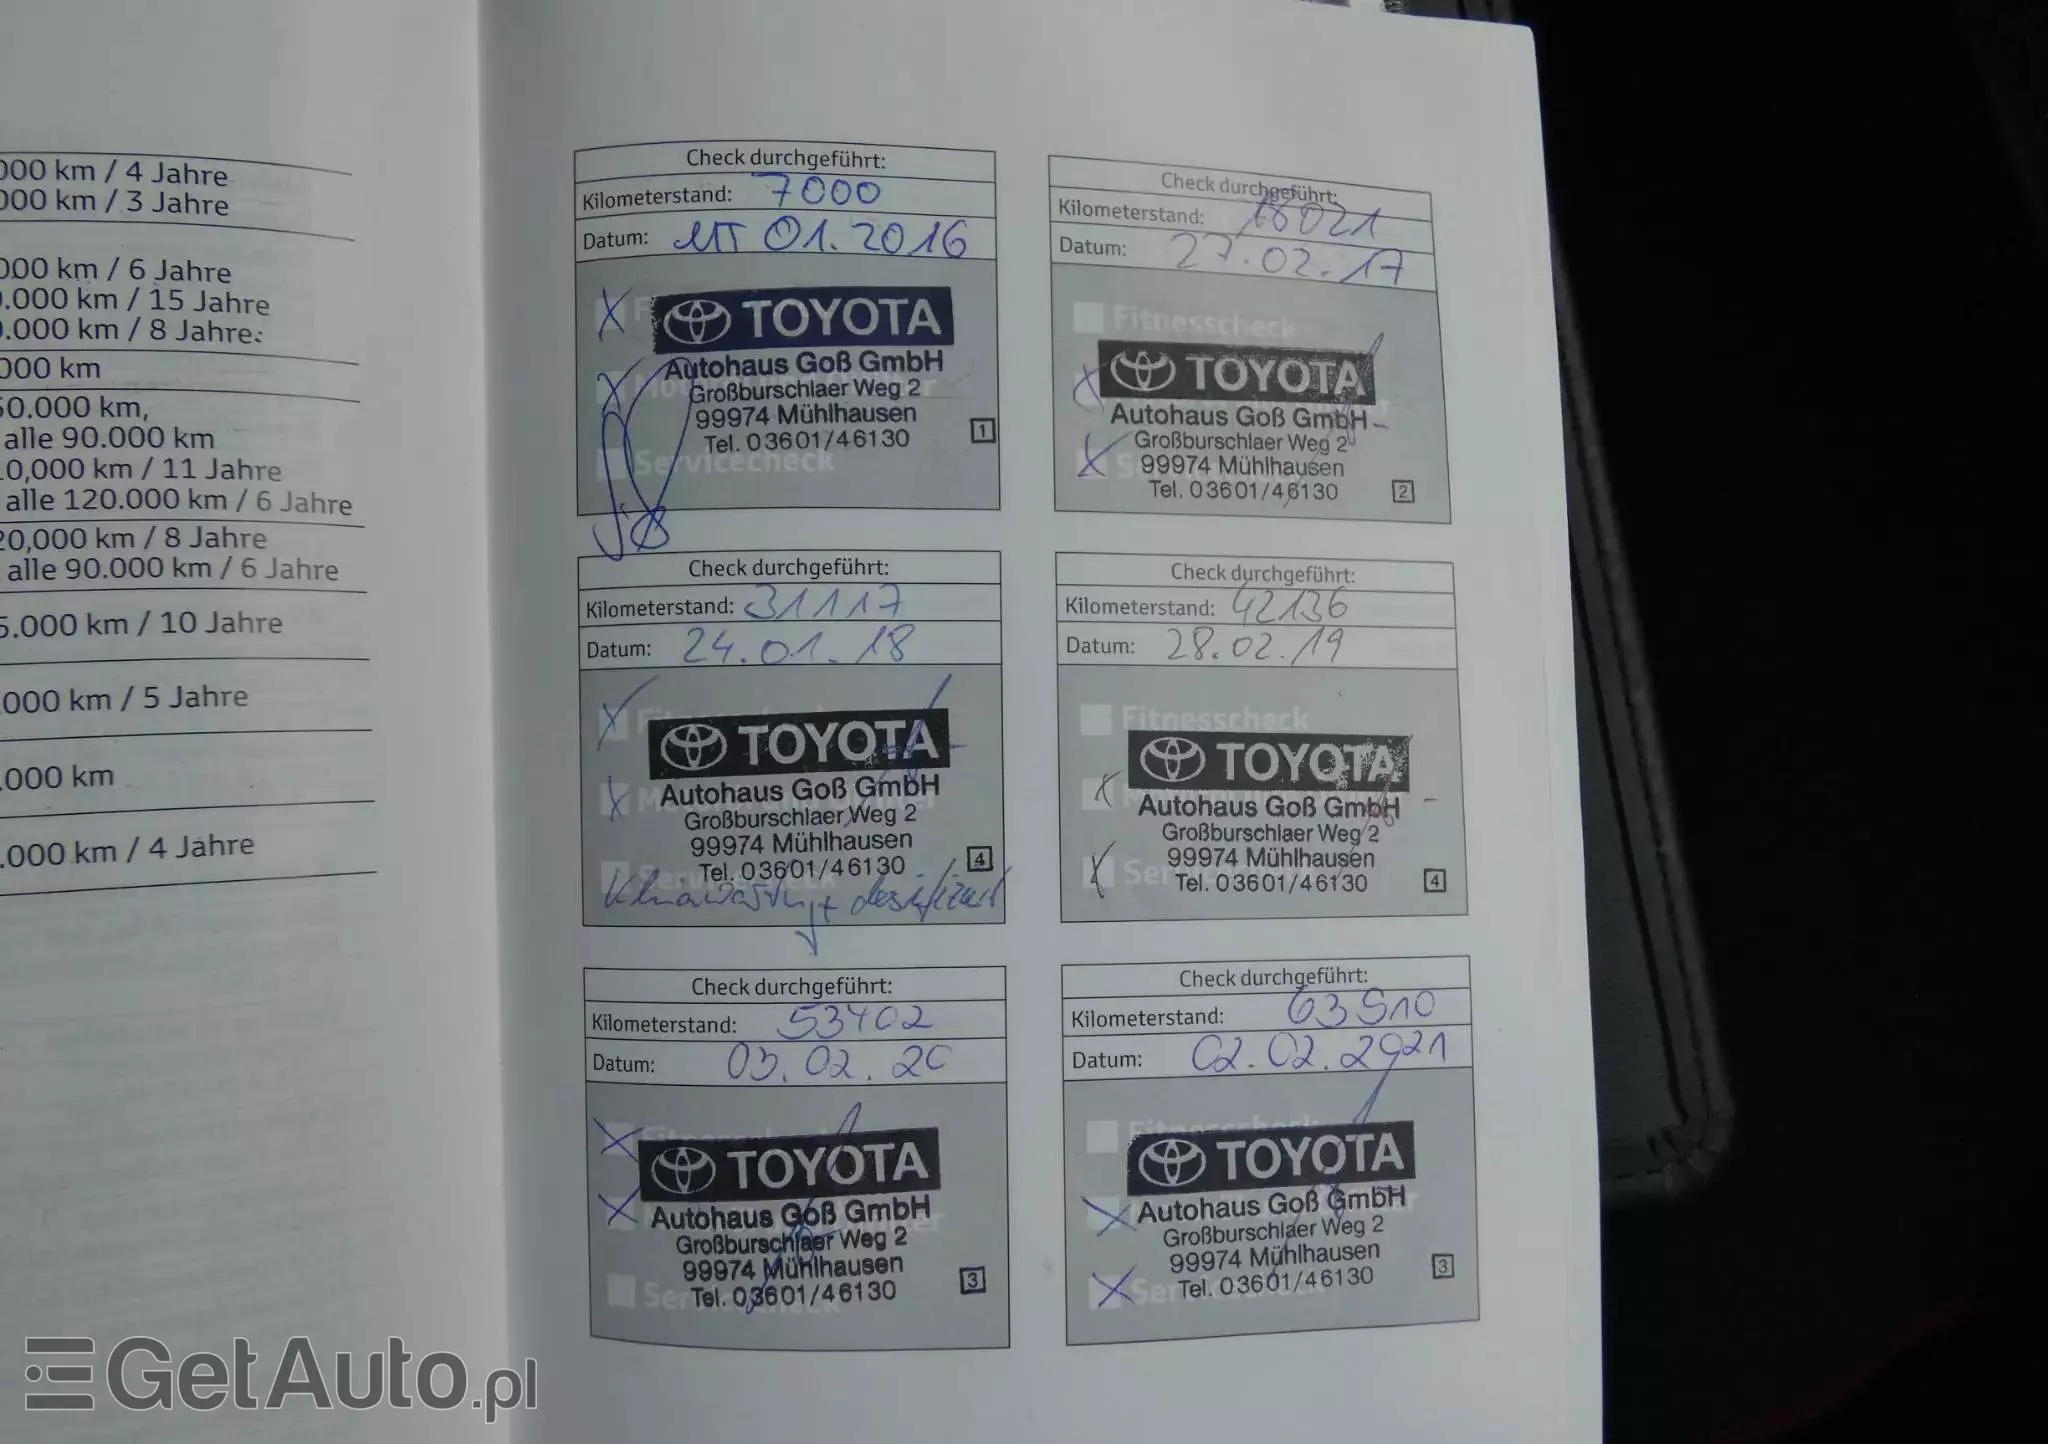 000 km / 4 Jahre
000 km / 3 Jahre
000 km / 6 Jahre
.000 km / 15 Jahre
0.000 km / 8 Jahre
000 km
50.000 km,
alle 90.000 km
10,000 km / 11 Jahre
alle 120.000 km / 6 Jahre
20,000 km / 8 Jahre
alle 90.000 km / 6 Jahre
5.000 km / 10 Jahre
.000 km / 5 Jahre
.000 km
.000 km / 4 Jahre
Check durchgeführt:
Kilometerstand: 7000
Datum: 01.2016
TOYOTA
Autohaus Goß GmbH
Großburschlaer Weg 2
99974 Mühlhausen
Tel. 03601/46130
Servicecheck
1
Check durchgeführt:
Kilometerstand: 18021
Datum: 27.02.17
Fitnesscheck
TOYOTA
Autohaus Goß GmbH
Großburschlaer Weg 2
99974 Mühlhausen
Tel. 03601/46130
2
Check durchgeführt:
Kilometerstand: 31117
Datum: 24.01.18
TOYOTA
Autohaus Goß GmbH
Großburschlaer Weg 2
99974 Mühlhausen
Tel. 03601/46130
4
Check durchgeführt:
Kilometerstand: 42136
Datum: 28.02.19
Fitnesscheck
TOYOTA
Autohaus Goß GmbH
Großburschlaer Weg 2
99974 Mühlhausen
Tel. 03601/46130
4
Check durchgeführt:
Kilometerstand: 53402
Datum: 03.02.20
TOYOTA
Autohaus Goß GmbH
Großburschlaer Weg 2
99974 Mühlhausen
Tel. 03601/46130
3
Check durchgeführt:
Kilometerstand: 63510
Datum: 02.02.2021
TOYOTA
Autohaus Goß GmbH
Großburschlaer Weg 2
99974 Mühlhausen
Tel. 03601/46130
3
GetAuto.pl